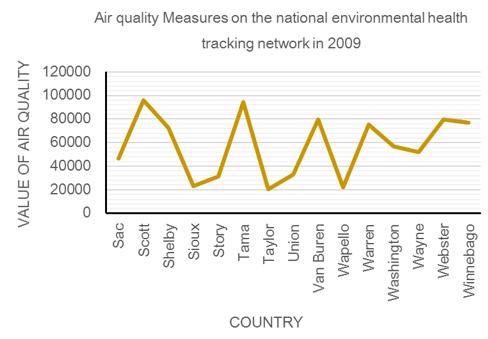 Air quality Measures on the national environmental health
tracking network in 2009
VALUE OF AIR QUALITY
120000
100000
80000
60000
40000
20000
0
Sac
Scott
Shelby
Sioux
Story
Tama
Taylor
Union
Van Buren
Wapello
Warren
Washington
Wayne
Webster
Winnebago
COUNTRY